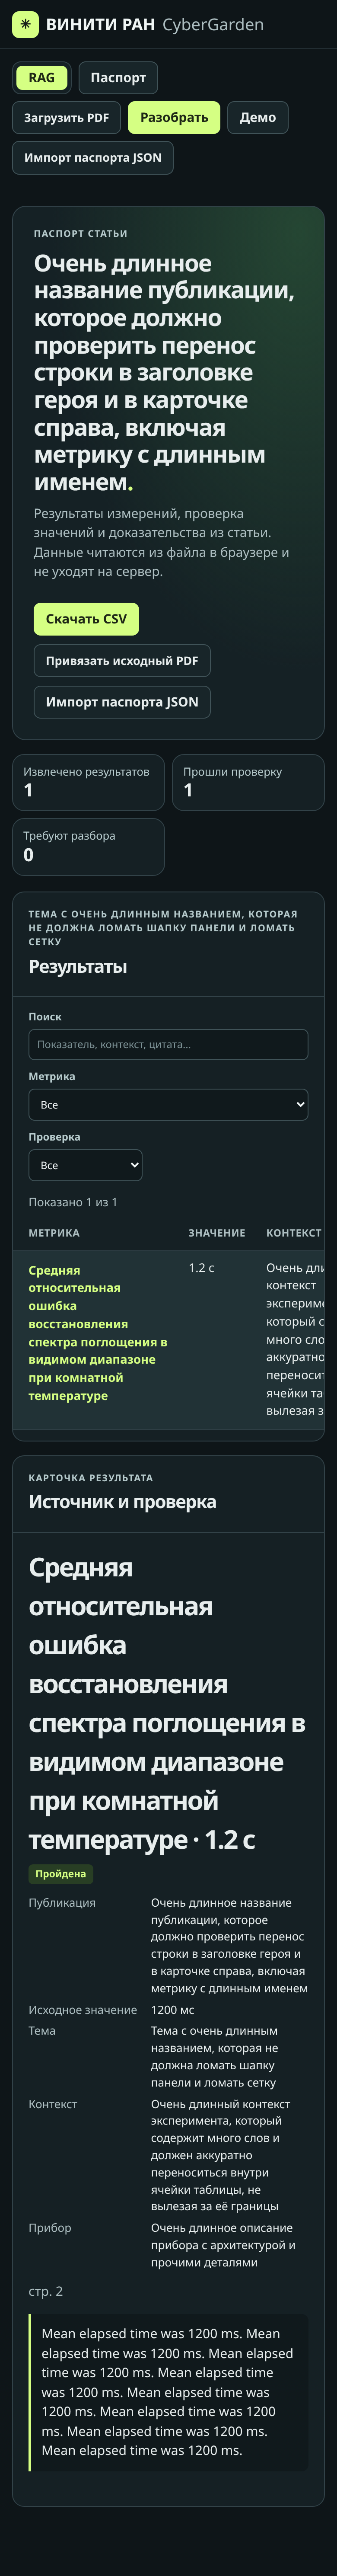 ВИНИТИ РАН CyberGarden
RAG
Паспорт
Загрузить PDF
Разобрать
Демо
Импорт паспорта JSON
ПАСПОРТ СТАТЬИ
Очень длинное
название публикации,
которое должно
проверить перенос
строки в заголовке
героя и в карточке
справа, включая
метрику с длинным
именем.
Результаты измерений, проверка
значений и доказательства из статьи.
Данные читаются из файла в браузере и
не уходят на сервер.
Скачать CSV
Привязать исходный PDF
Импорт паспорта JSON
Извлечено результатов
1
Прошли проверку
1
Требуют разбора
0
ТЕМА С ОЧЕНЬ ДЛИННЫМ НАЗВАНИЕМ, КОТОРАЯ
НЕ ДОЛЖНА ЛОМАТЬ ШАПКУ ПАНЕЛИ И ЛОМАТЬ
СЕТКУ
Результаты
Поиск
Показатель, контекст, цитата...
Метрика
Все
Проверка
Все
Показано 1 из 1
МЕТРИКА ЗНАЧЕНИЕ КОНТЕКСТ
Средняя
относительная
ошибка
восстановления
спектра поглощения в
видимом диапазоне
при комнатной
температуре
1.2 с
Очень дли
контекст
экспериме
который с
много сло
аккуратно
переносит
ячейки та
вылезая з
КАРТОЧКА РЕЗУЛЬТАТА
Источник и проверка
Средняя
относительная
ошибка
восстановления
спектра поглощения в
видимом диапазоне
при комнатной
температуре · 1.2 с
Пройдена
Публикация
Очень длинное название
публикации, которое
должно проверить перенос
строки в заголовке героя и
в карточке справа, включая
метрику с длинным именем
Исходное значение 1200 мс
Тема
Тема с очень длинным
названием, которая не
должна ломать шапку
панели и ломать сетку
Контекст
Очень длинный контекст
эксперимента, который
содержит много слов и
должен аккуратно
переноситься внутри
ячейки таблицы, не
вылезая за её границы
Прибор
Очень длинное описание
прибора с архитектурой и
прочими деталями
стр. 2
Mean elapsed time was 1200 ms. Mean
elapsed time was 1200 ms. Mean elapsed
time was 1200 ms. Mean elapsed time
was 1200 ms. Mean elapsed time was
1200 ms. Mean elapsed time was 1200
ms. Mean elapsed time was 1200 ms.
Mean elapsed time was 1200 ms.